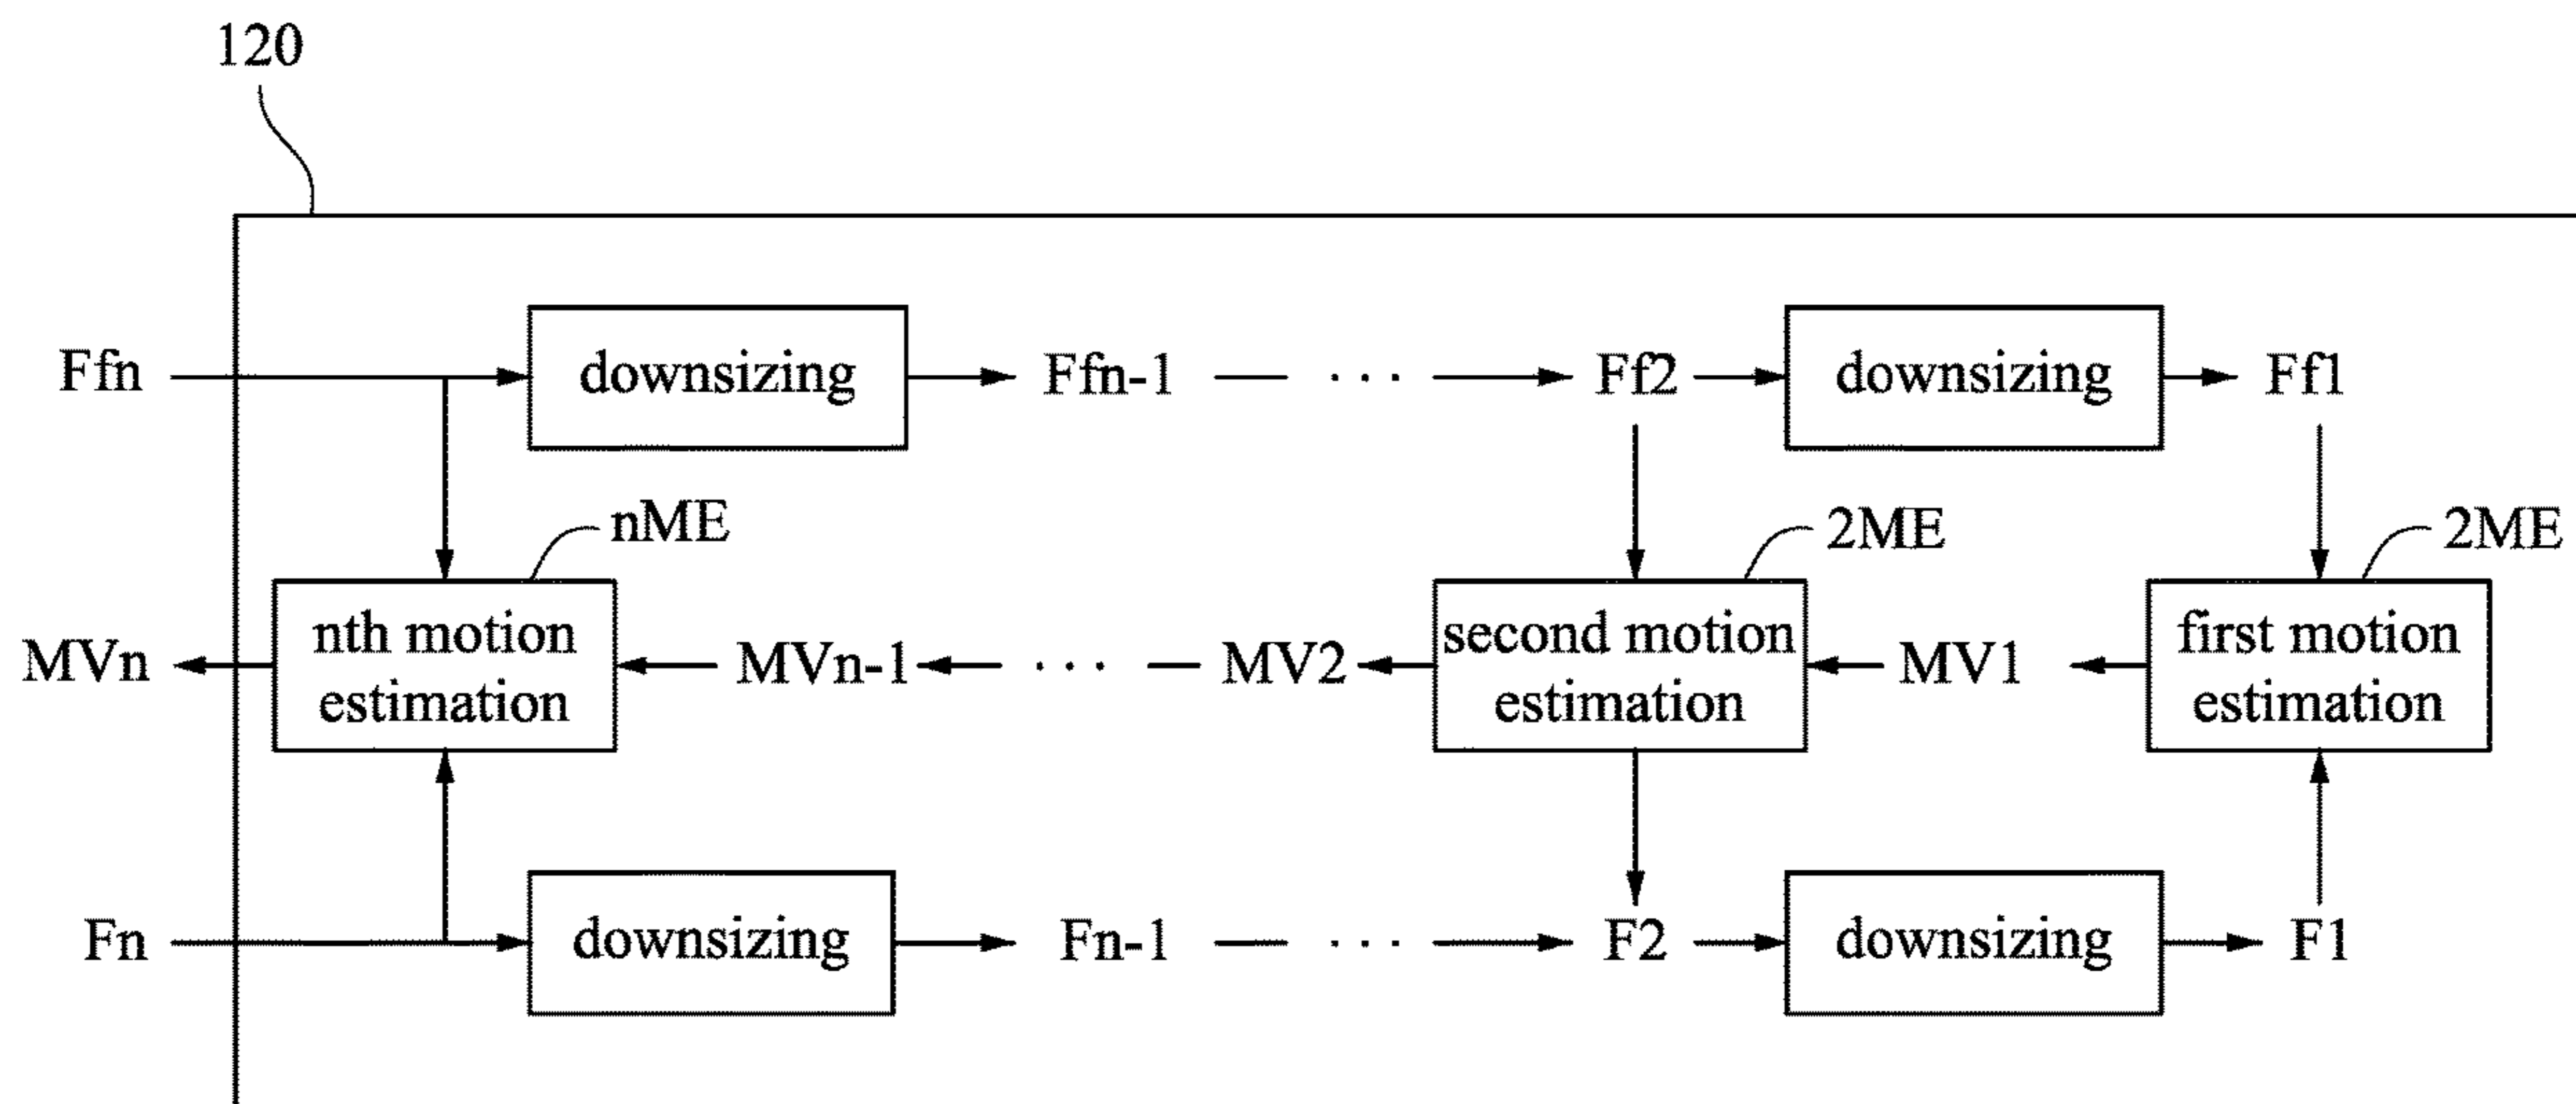 120
Ffn
downsizing
Ffn-1
. . .
Ff2
downsizing
Ff1
nME
2ME
2ME
MVn
nth motion
estimation
MVn-1
. . .
MV2
second motion
estimation
MV1
first motion
estimation
Fn
downsizing
Fn-1
. . .
F2
downsizing
F1